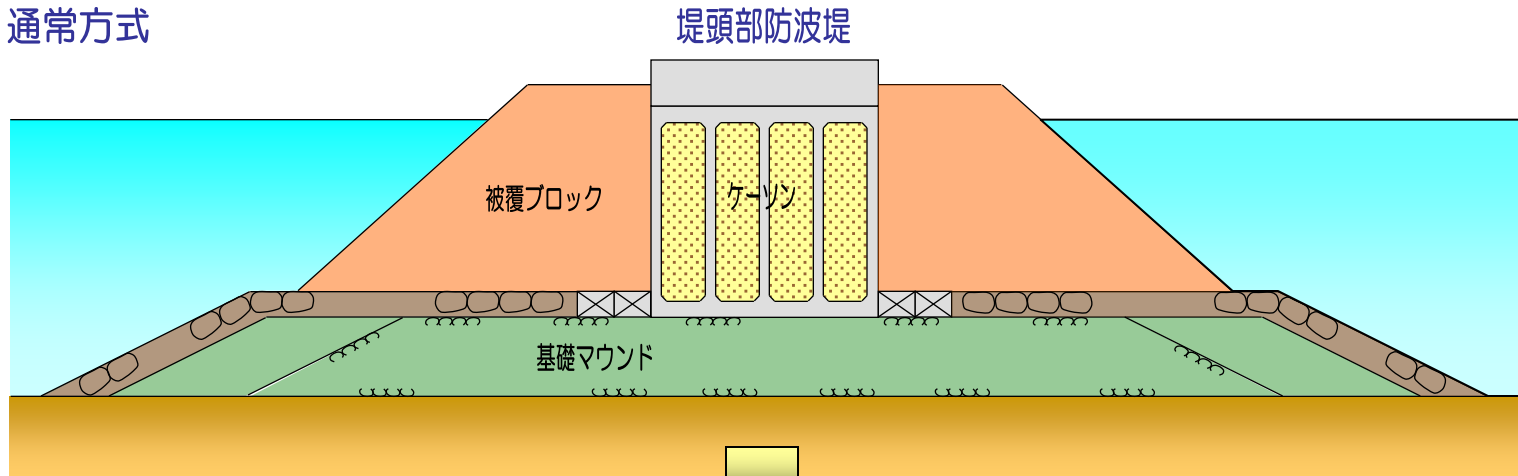 通常方式
堤頭部防波堤
被覆ブロック
ケーソン
基礎マウンド